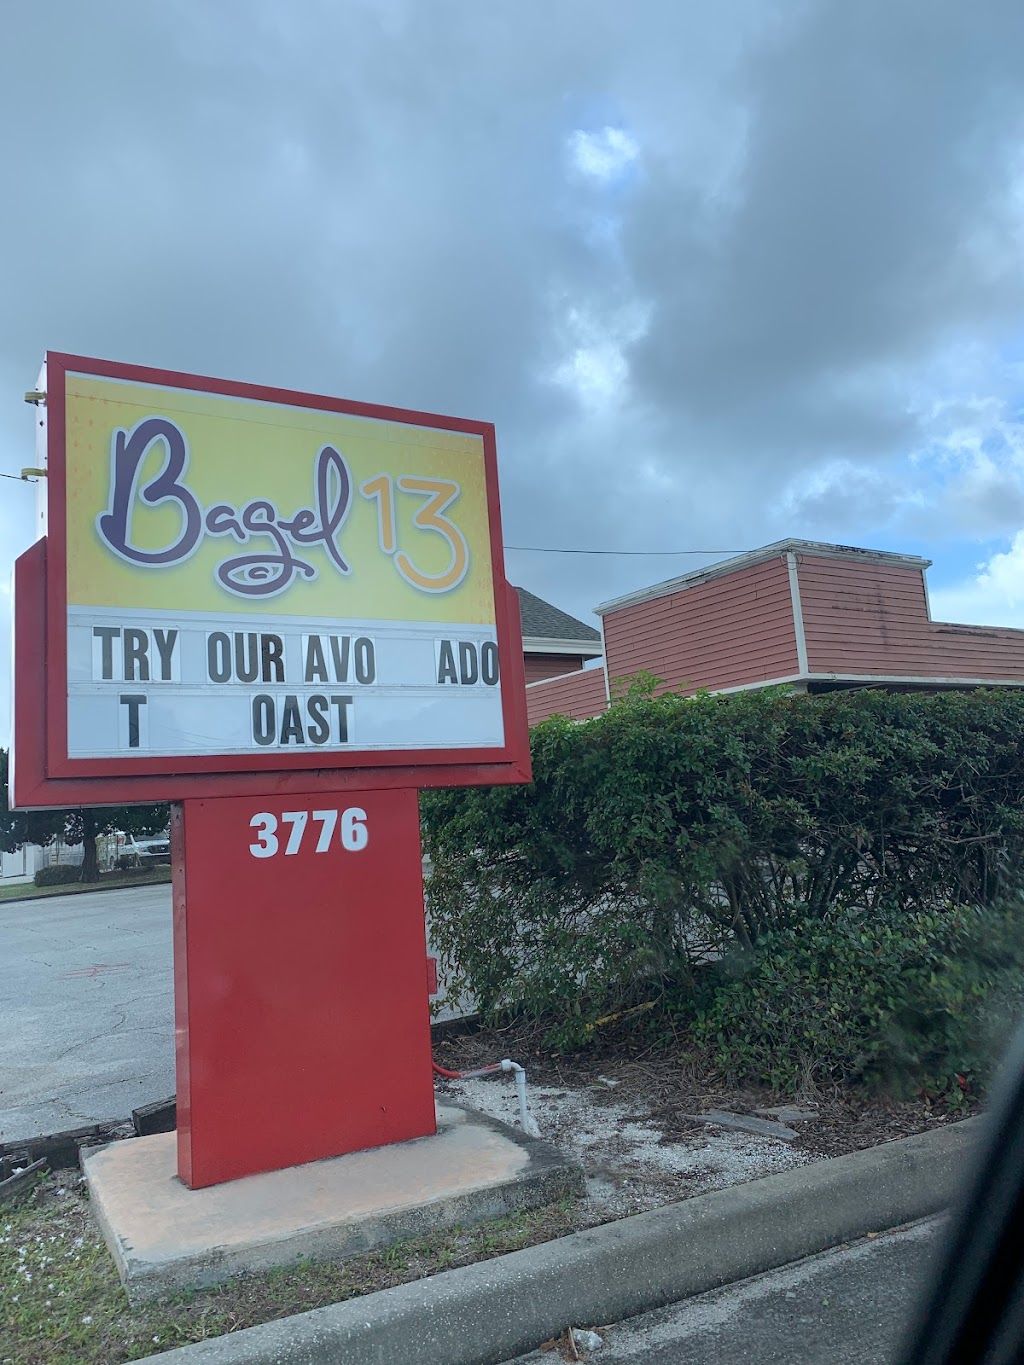 Bagel 13
TRY OUR AVO ADO
T OAST
3776